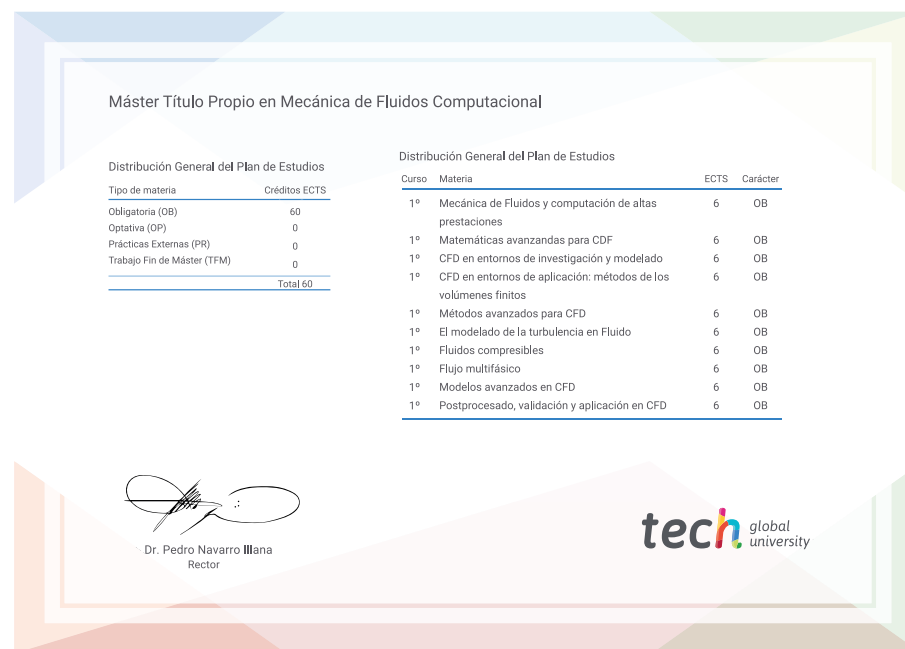 Máster Título Propio en Mecánica de Fluidos Computacional
Distribución General del Plan de Estudios
Tipo de materia Créditos ECTS
Obligatoria (OB) 60
Optativa (OP) 0
Prácticas Externas (PR) 0
Trabajo Fin de Máster (TFM) 0
Total 60
Distribución General del Plan de Estudios
Curso Materia ECTS Carácter
1º Mecánica de Fluidos y computación de altas 6 OB
prestaciones
1º Matemáticas avanzandas para CDF 6 OB
1º CFD en entornos de investigación y modelado 6 OB
1º CFD en entornos de aplicación: métodos de los 6 OB
volúmenes finitos
1º Métodos avanzados para CFD 6 OB
1º El modelado de la turbulencia en Fluido 6 OB
1º Fluidos compresibles 6 OB
1º Flujo multifásico 6 OB
1º Modelos avanzados en CFD 6 OB
1º Postprocesado, validación y aplicación en CFD 6 OB
Dr. Pedro Navarro Illana
Rector
tech global
university